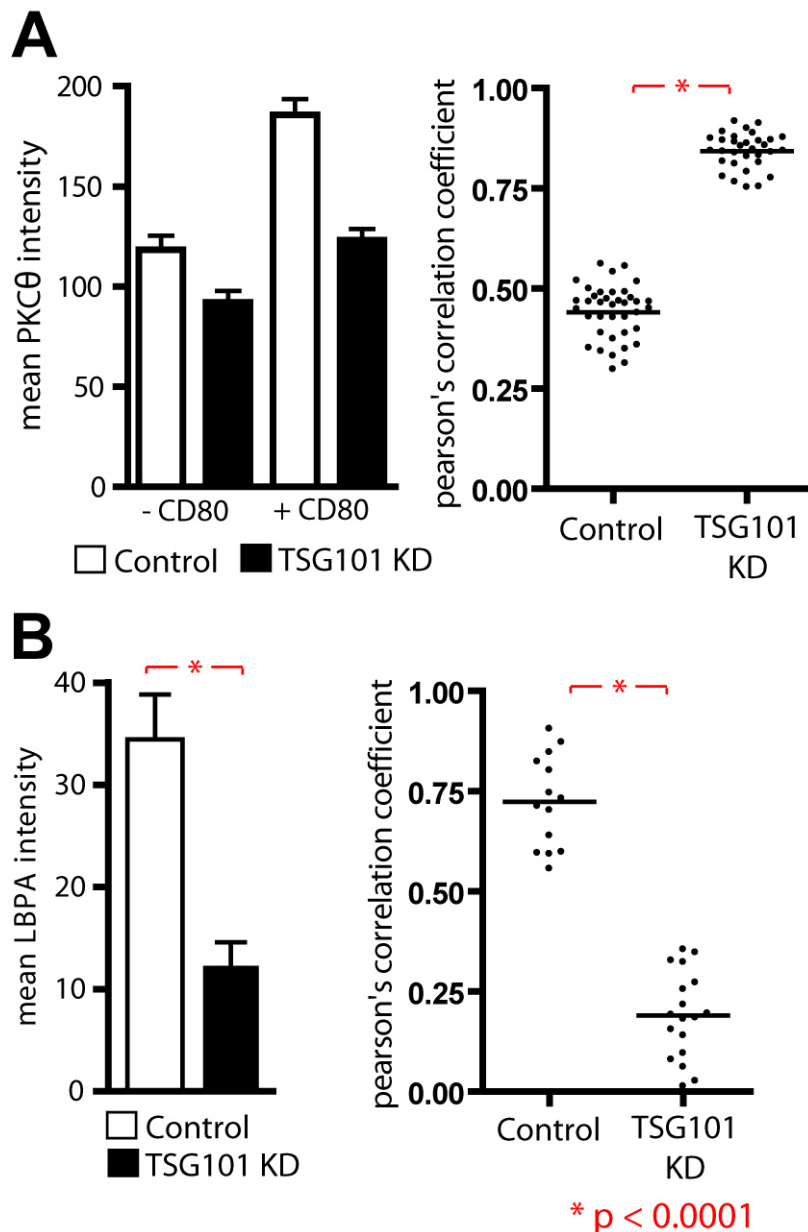 A
mean PKCθ intensity
200
150
100
50
0
- CD80 + CD80
Control TSG101 KD
*
pearson's correlation coefficient
1.00
0.75
0.50
0.25
0.00
Control TSG101
KD
B
*
mean LBPA intensity
40
30
20
10
0
Control
TSG101 KD
*
pearson's correlation coefficient
1.00
0.75
0.50
0.25
0.00
Control TSG101
KD
* p < 0.0001